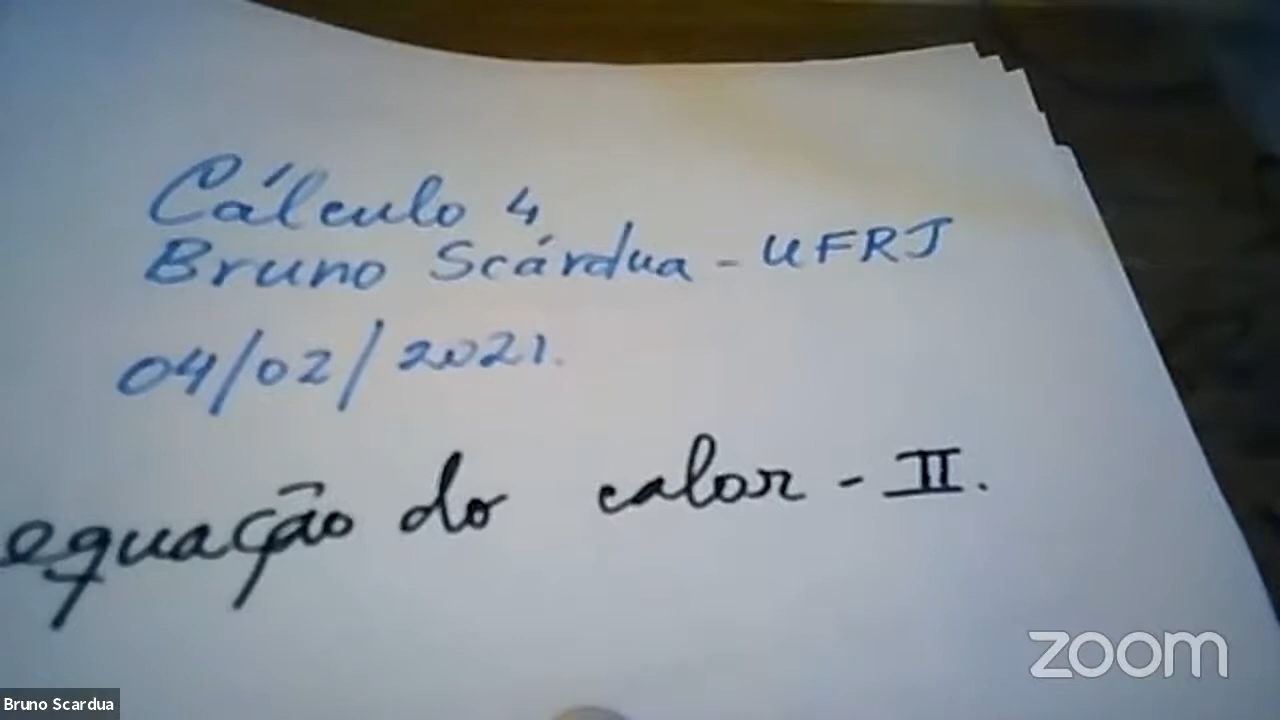 Cálculo 4
Bruno Scárdua - UFRJ
04/02/2021.
equação do calor - II.
zoom
Bruno Scardua